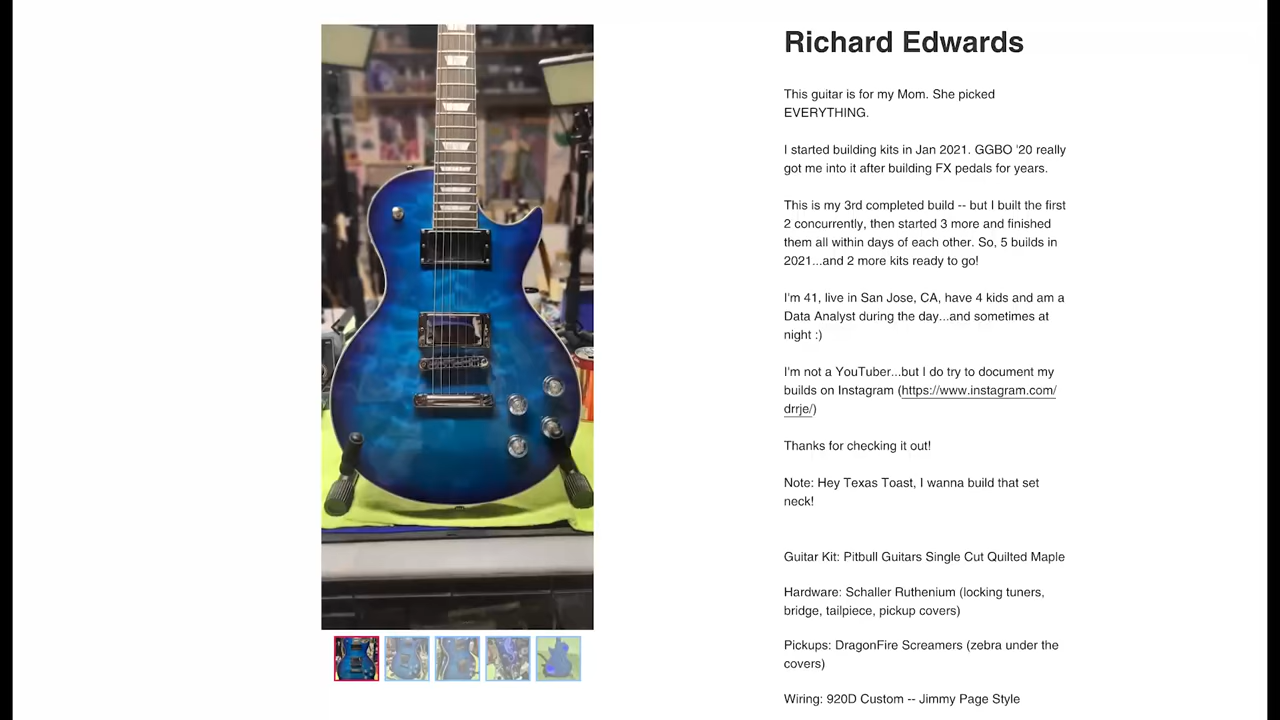 Richard Edwards
This guitar is for my Mom. She picked
EVERYTHING.
I started building kits in Jan 2021. GGBO '20 really
got me into it after building FX pedals for years.
This is my 3rd completed build -- but I built the first
2 concurrently, then started 3 more and finished
them all within days of each other. So, 5 builds in
2021...and 2 more kits ready to go!
I'm 41, live in San Jose, CA, have 4 kids and am a
Data Analyst during the day...and sometimes at
night :)
I'm not a YouTuber...but I do try to document my
builds on Instagram (https://www.instagram.com/
drrje/)
Thanks for checking it out!
Note: Hey Texas Toast, I wanna build that set
neck!
Guitar Kit: Pitbull Guitars Single Cut Quilted Maple
Hardware: Schaller Ruthenium (locking tuners,
bridge, tailpiece, pickup covers)
Pickups: DragonFire Screamers (zebra under the
covers)
Wiring: 920D Custom -- Jimmy Page Style